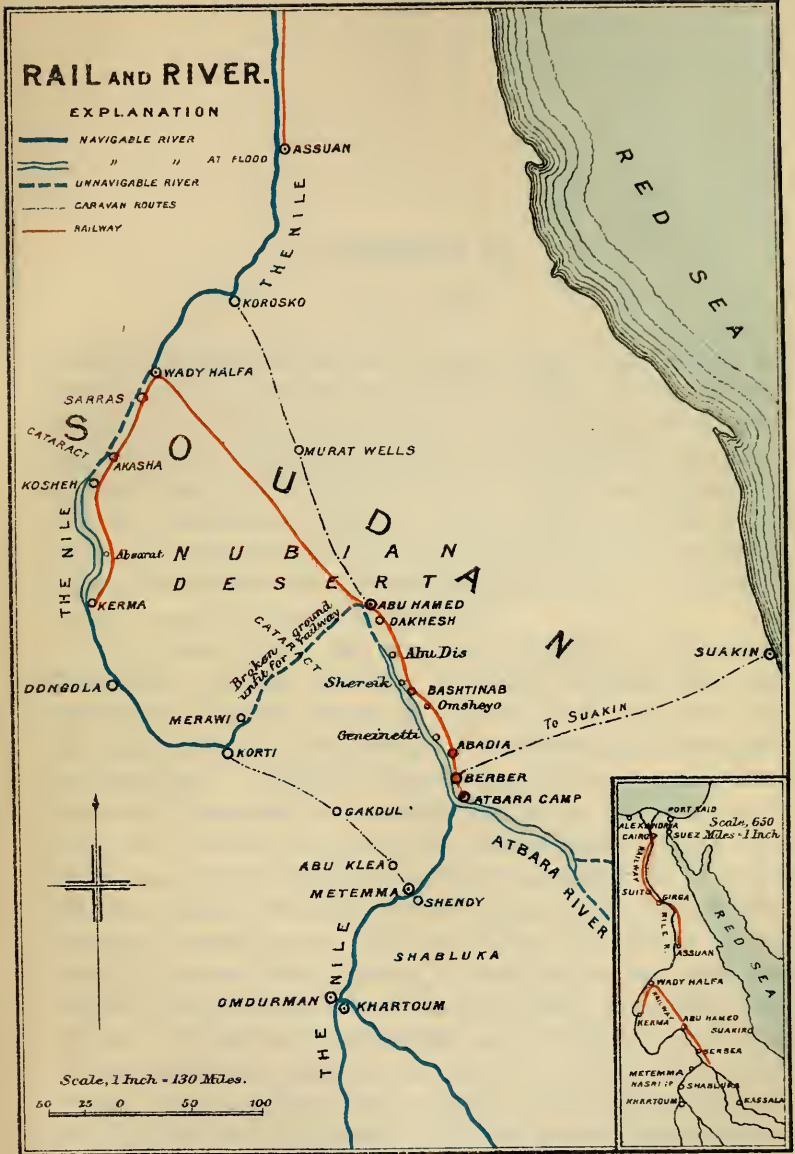 RAIL AND RIVER.
EXPLANATION
NAVIGABLE RIVER
" " AT FLOOD
UNNAVIGABLE RIVER
CARAVAN ROUTES
RAILWAY
ASSUAN
THE NILE
RED SEA
KOROSKO
WADY HALFA
SARRAS
CATARACT
SOUDAN
MURAT WELLS
AKASHA
KOSHEH
THE NILE
Absarat
NUBIAN
DESERT
KERMA
ABU HAMED
DAKHESH
Broken ground
unfit for railway
CATARACT
Abu Dis
SUAKIN
DONGOLA
Shereik
BASHTINAB
Omsheyo
MERAWI
To SUAKIN
Geneinetti
KORTI
ABADIA
BERBER
ATBARA CAMP
GAKDUL
ATBARA RIVER
ABU KLEA
METEMMA
SHENDY
SHABLUKA
THE NILE
OMDURMAN
KHARTOUM
Scale, 1 Inch = 130 Miles.
50 25 0 50 100
PORT SAID
ALEXANDRIA
Scale, 650
Miles = 1 Inch
CAIRO
SUEZ
RAILWAY
SUIT
GIRGA
RED SEA
ASSUAN
WADY HALFA
RAILWAY
KERMA
ABU HAMED
METEMMA
SHABLUKA
KHARTOUM
KASSALA